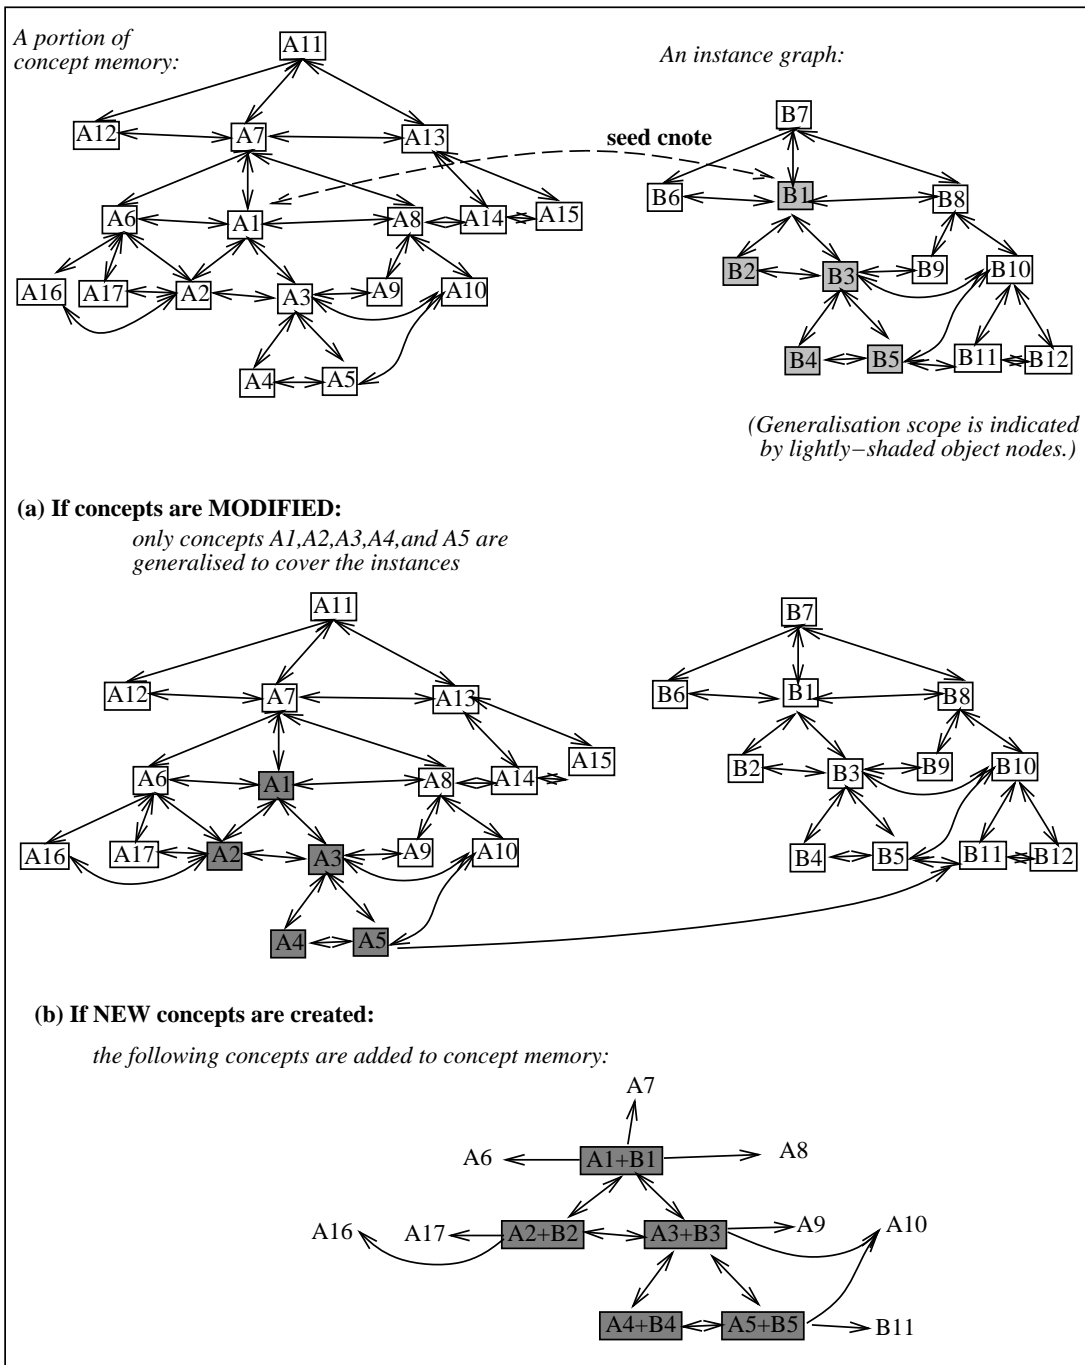 A portion of
concept memory:
An instance graph:
A11
A12
A7
A13
seed cnote
B7
A6
A1
A8
A14
A15
B6
B1
B8
A16
A17
A2
A3
A9
A10
B2
B3
B9
B10
A4
A5
B4
B5
B11
B12
(Generalisation scope is indicated
by lightly−shaded object nodes.)
(a) If concepts are MODIFIED:
only concepts A1,A2,A3,A4,and A5 are
generalised to cover the instances
A11
B7
A12
A7
A13
B6
B1
B8
A6
A1
A8
A14
A15
B2
B3
B9
B10
A16
A17
A2
A3
A9
A10
B4
B5
B11
B12
A4
A5
(b) If NEW concepts are created:
the following concepts are added to concept memory:
A7
A6
A1+B1
A8
A16
A17
A2+B2
A3+B3
A9
A10
A4+B4
A5+B5
B11